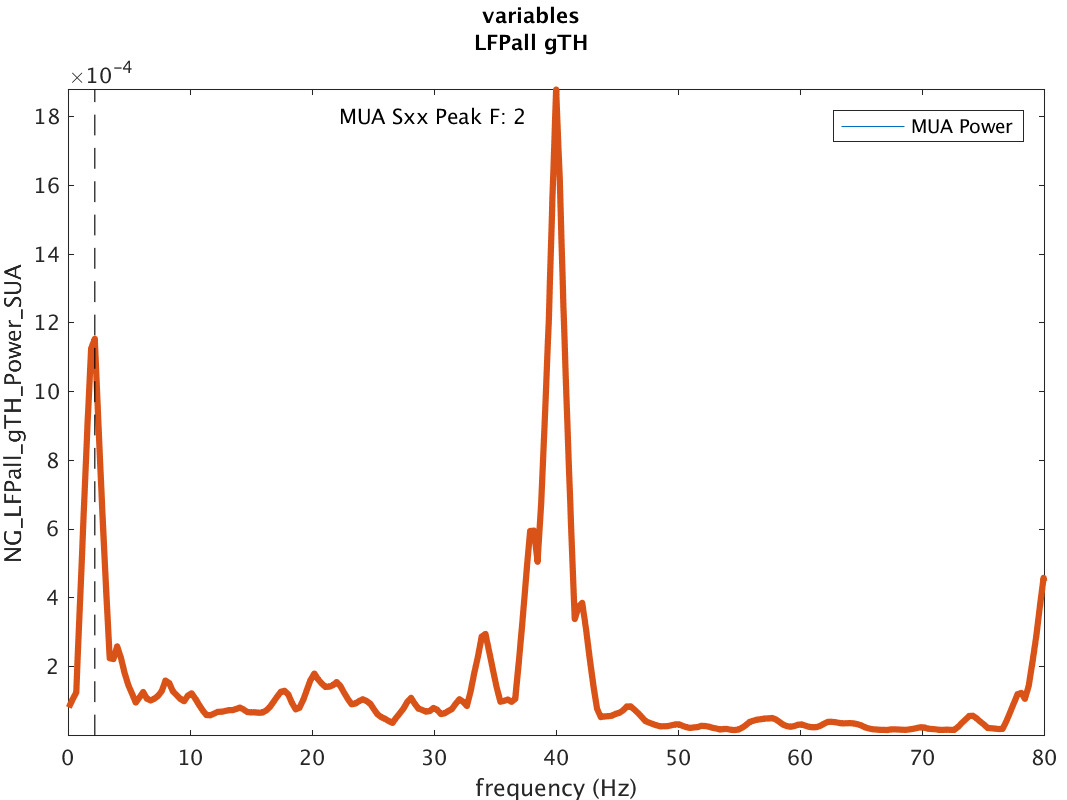 variables
LFPall gTH
×10⁻⁴
MUA Sxx Peak F: 2
MUA Power
18
16
14
12
10
8
6
4
2
NG_LFPall_gTH_Power_SUA
0 10 20 30 40 50 60 70 80
frequency (Hz)